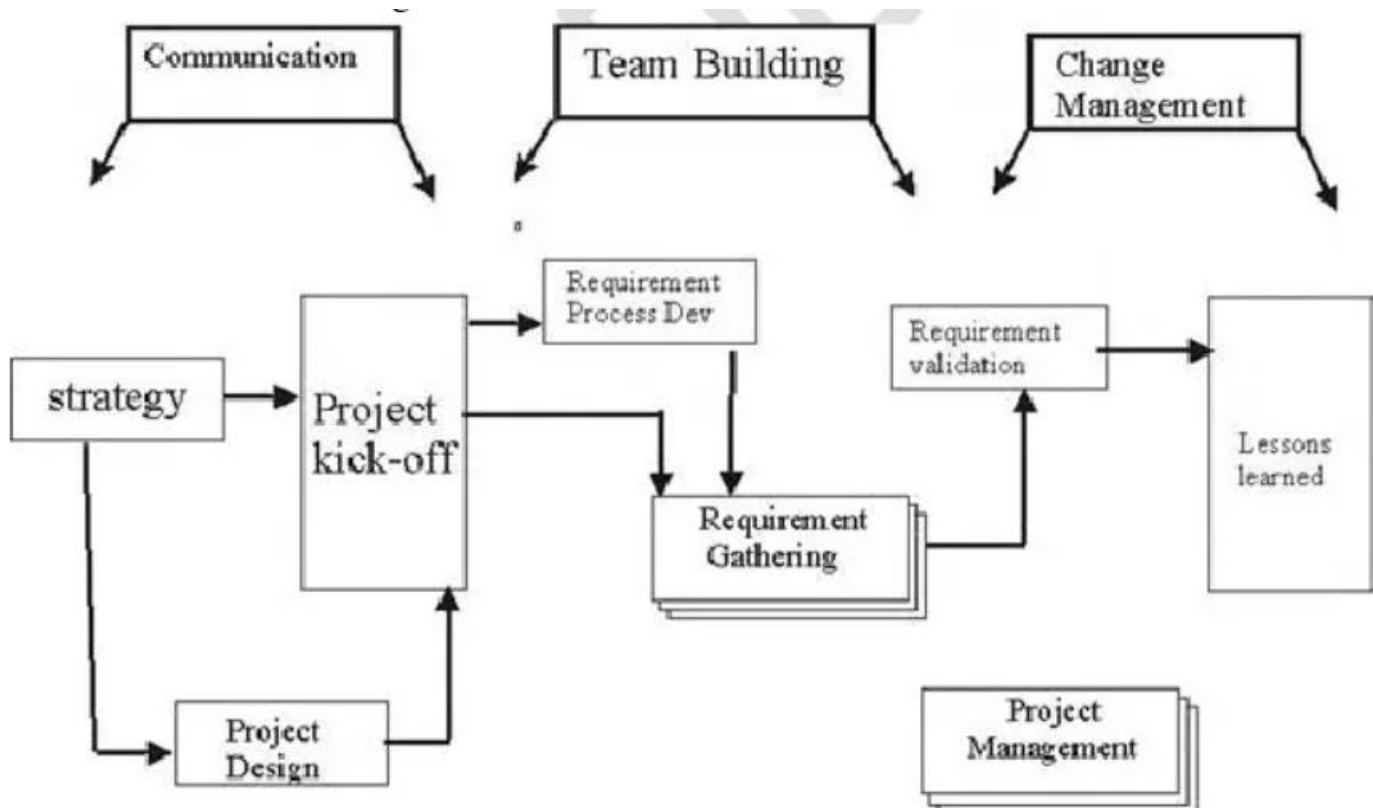 Communication
Team Building
Change
Management
Requirement
Process Dev
Requirement
validation
strategy
Project
kick-off
Lessons
learned
Requirement
Gathering
Project
Management
Project
Design